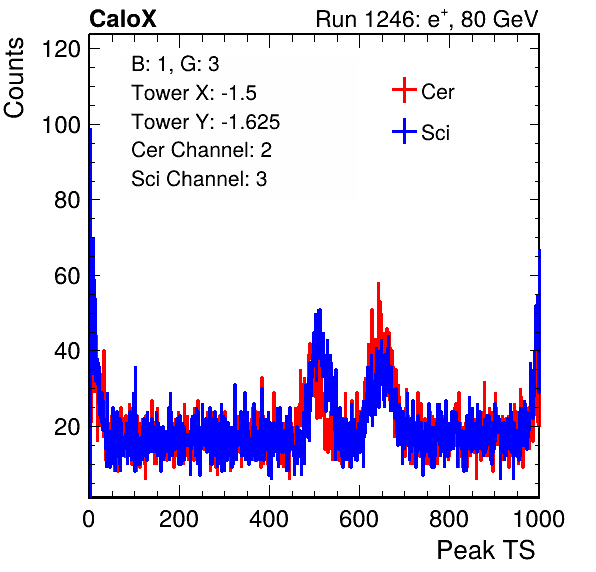 CaloX Run 1246: e⁺, 80 GeV
Counts
120
100
80
60
40
20
B: 1, G: 3
Tower X: -1.5
Tower Y: -1.625
Cer Channel: 2
Sci Channel: 3
Cer
Sci
0 200 400 600 800 1000
Peak TS